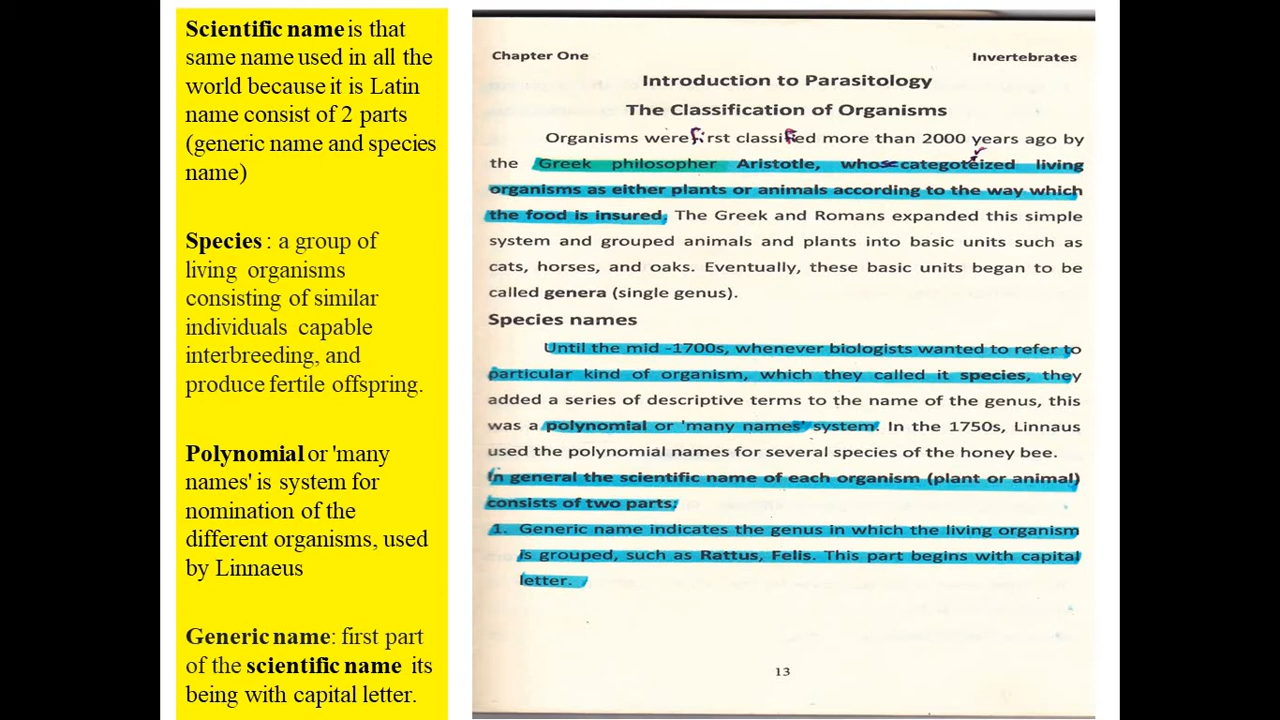 Scientific name is that
same name used in all the
world because it is Latin
name consist of 2 parts
(generic name and species
name)
Species : a group of
living organisms
consisting of similar
individuals capable
interbreeding, and
produce fertile offspring.
Polynomial or 'many
names' is system for
nomination of the
different organisms, used
by Linnaeus
Generic name: first part
of the scientific name its
being with capital letter.
Chapter One Invertebrates
Introduction to Parasitology
The Classification of Organisms
Organisms were first classified more than 2000 years ago by
the Greek philosopher Aristotle, whose categoteized living
organisms as either plants or animals according to the way which
the food is insured. The Greek and Romans expanded this simple
system and grouped animals and plants into basic units such as
cats, horses, and oaks. Eventually, these basic units began to be
called genera (single genus).
Species names
Until the mid -1700s, whenever biologists wanted to refer to
particular kind of organism, which they called it species, they
added a series of descriptive terms to the name of the genus, this
was a polynomial or 'many names' system. In the 1750s, Linnaus
used the polynomial names for several species of the honey bee.
In general the scientific name of each organism (plant or animal)
consists of two parts:
1. Generic name indicates the genus in which the living organism
is grouped, such as Rattus, Felis. This part begins with capital
letter.
13